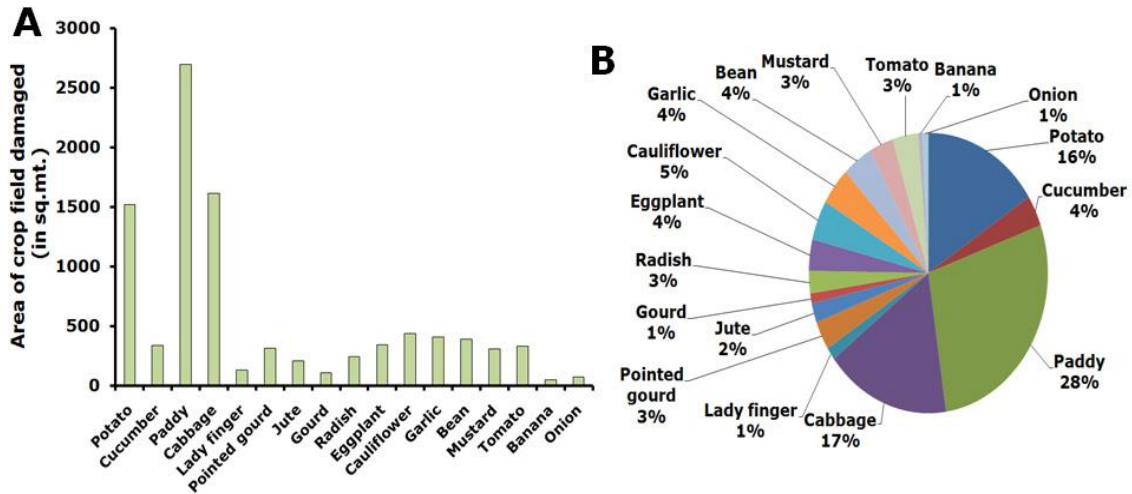 A
Area of crop field damaged
(in sq.mt.)
3000
2500
2000
1500
1000
500
0
Potato
Cucumber
Paddy
Cabbage
Lady finger
Pointed gourd
Jute
Gourd
Radish
Eggplant
Cauliflower
Garlic
Bean
Mustard
Tomato
Banana
Onion
B
Potato
16%
Cucumber
4%
Paddy
28%
Cabbage
17%
Lady finger
1%
Pointed
gourd
3%
Jute
2%
Gourd
1%
Radish
3%
Eggplant
4%
Cauliflower
5%
Garlic
4%
Bean
4%
Mustard
3%
Tomato
3%
Banana
1%
Onion
1%